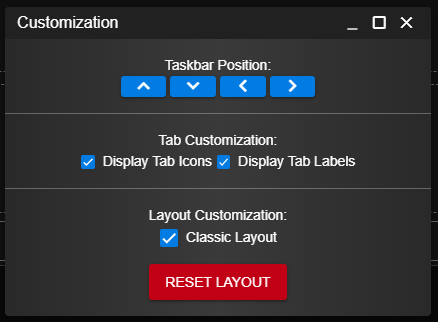 Customization
Taskbar Position:
Tab Customization:
Display Tab Icons Display Tab Labels
Layout Customization:
Classic Layout
RESET LAYOUT